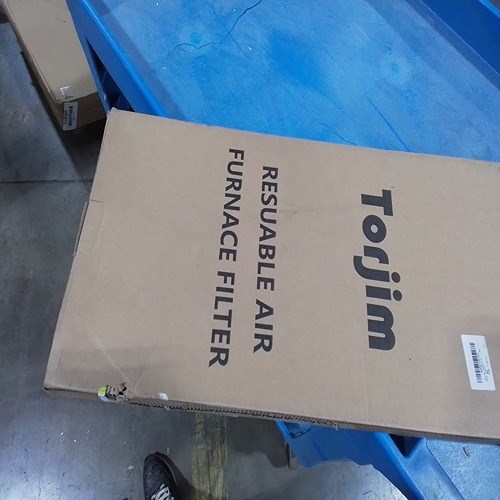 Torjim
RESUABLE AIR
FURNACE FILTER